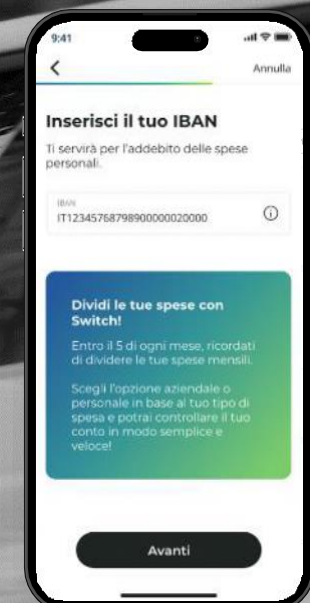 9:41
Annulla
Inserisci il tuo IBAN
Ti servirà per l'addebito delle spese
personali.
IBAN
IT12345768798900000020000
Dividi le tue spese con
Switch!
Entro il 5 di ogni mese, ricordati
di dividere le tue spese mensili.
Scegli l'opzione aziendale o
personale in base al tuo tipo di
spesa e potrai controllare il tuo
conto in modo semplice e
veloce!
Avanti